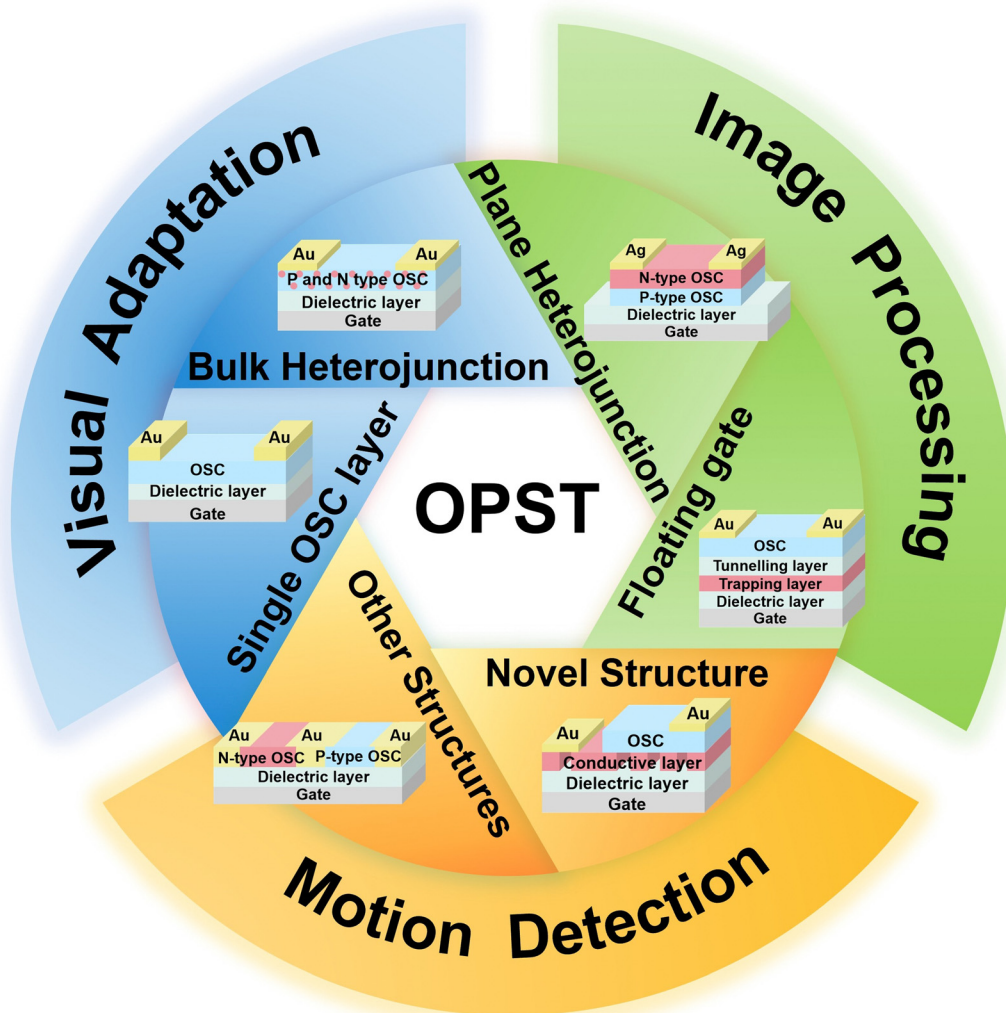 Visual Adaptation
Image Processing
Motion Detection
OPST
Bulk Heterojunction
Au
Au
P and N type OSC
Dielectric layer
Gate
Plane Heterojunction
Ag
Ag
N-type OSC
P-type OSC
Dielectric layer
Gate
Floating gate
Au
Au
OSC
Tunnelling layer
Trapping layer
Dielectric layer
Gate
Novel Structure
Au
Au
OSC
Conductive layer
Dielectric layer
Gate
Other Structures
Au
Au
Au
N-type OSC
P-type OSC
Dielectric layer
Gate
Single OSC layer
Au
Au
OSC
Dielectric layer
Gate